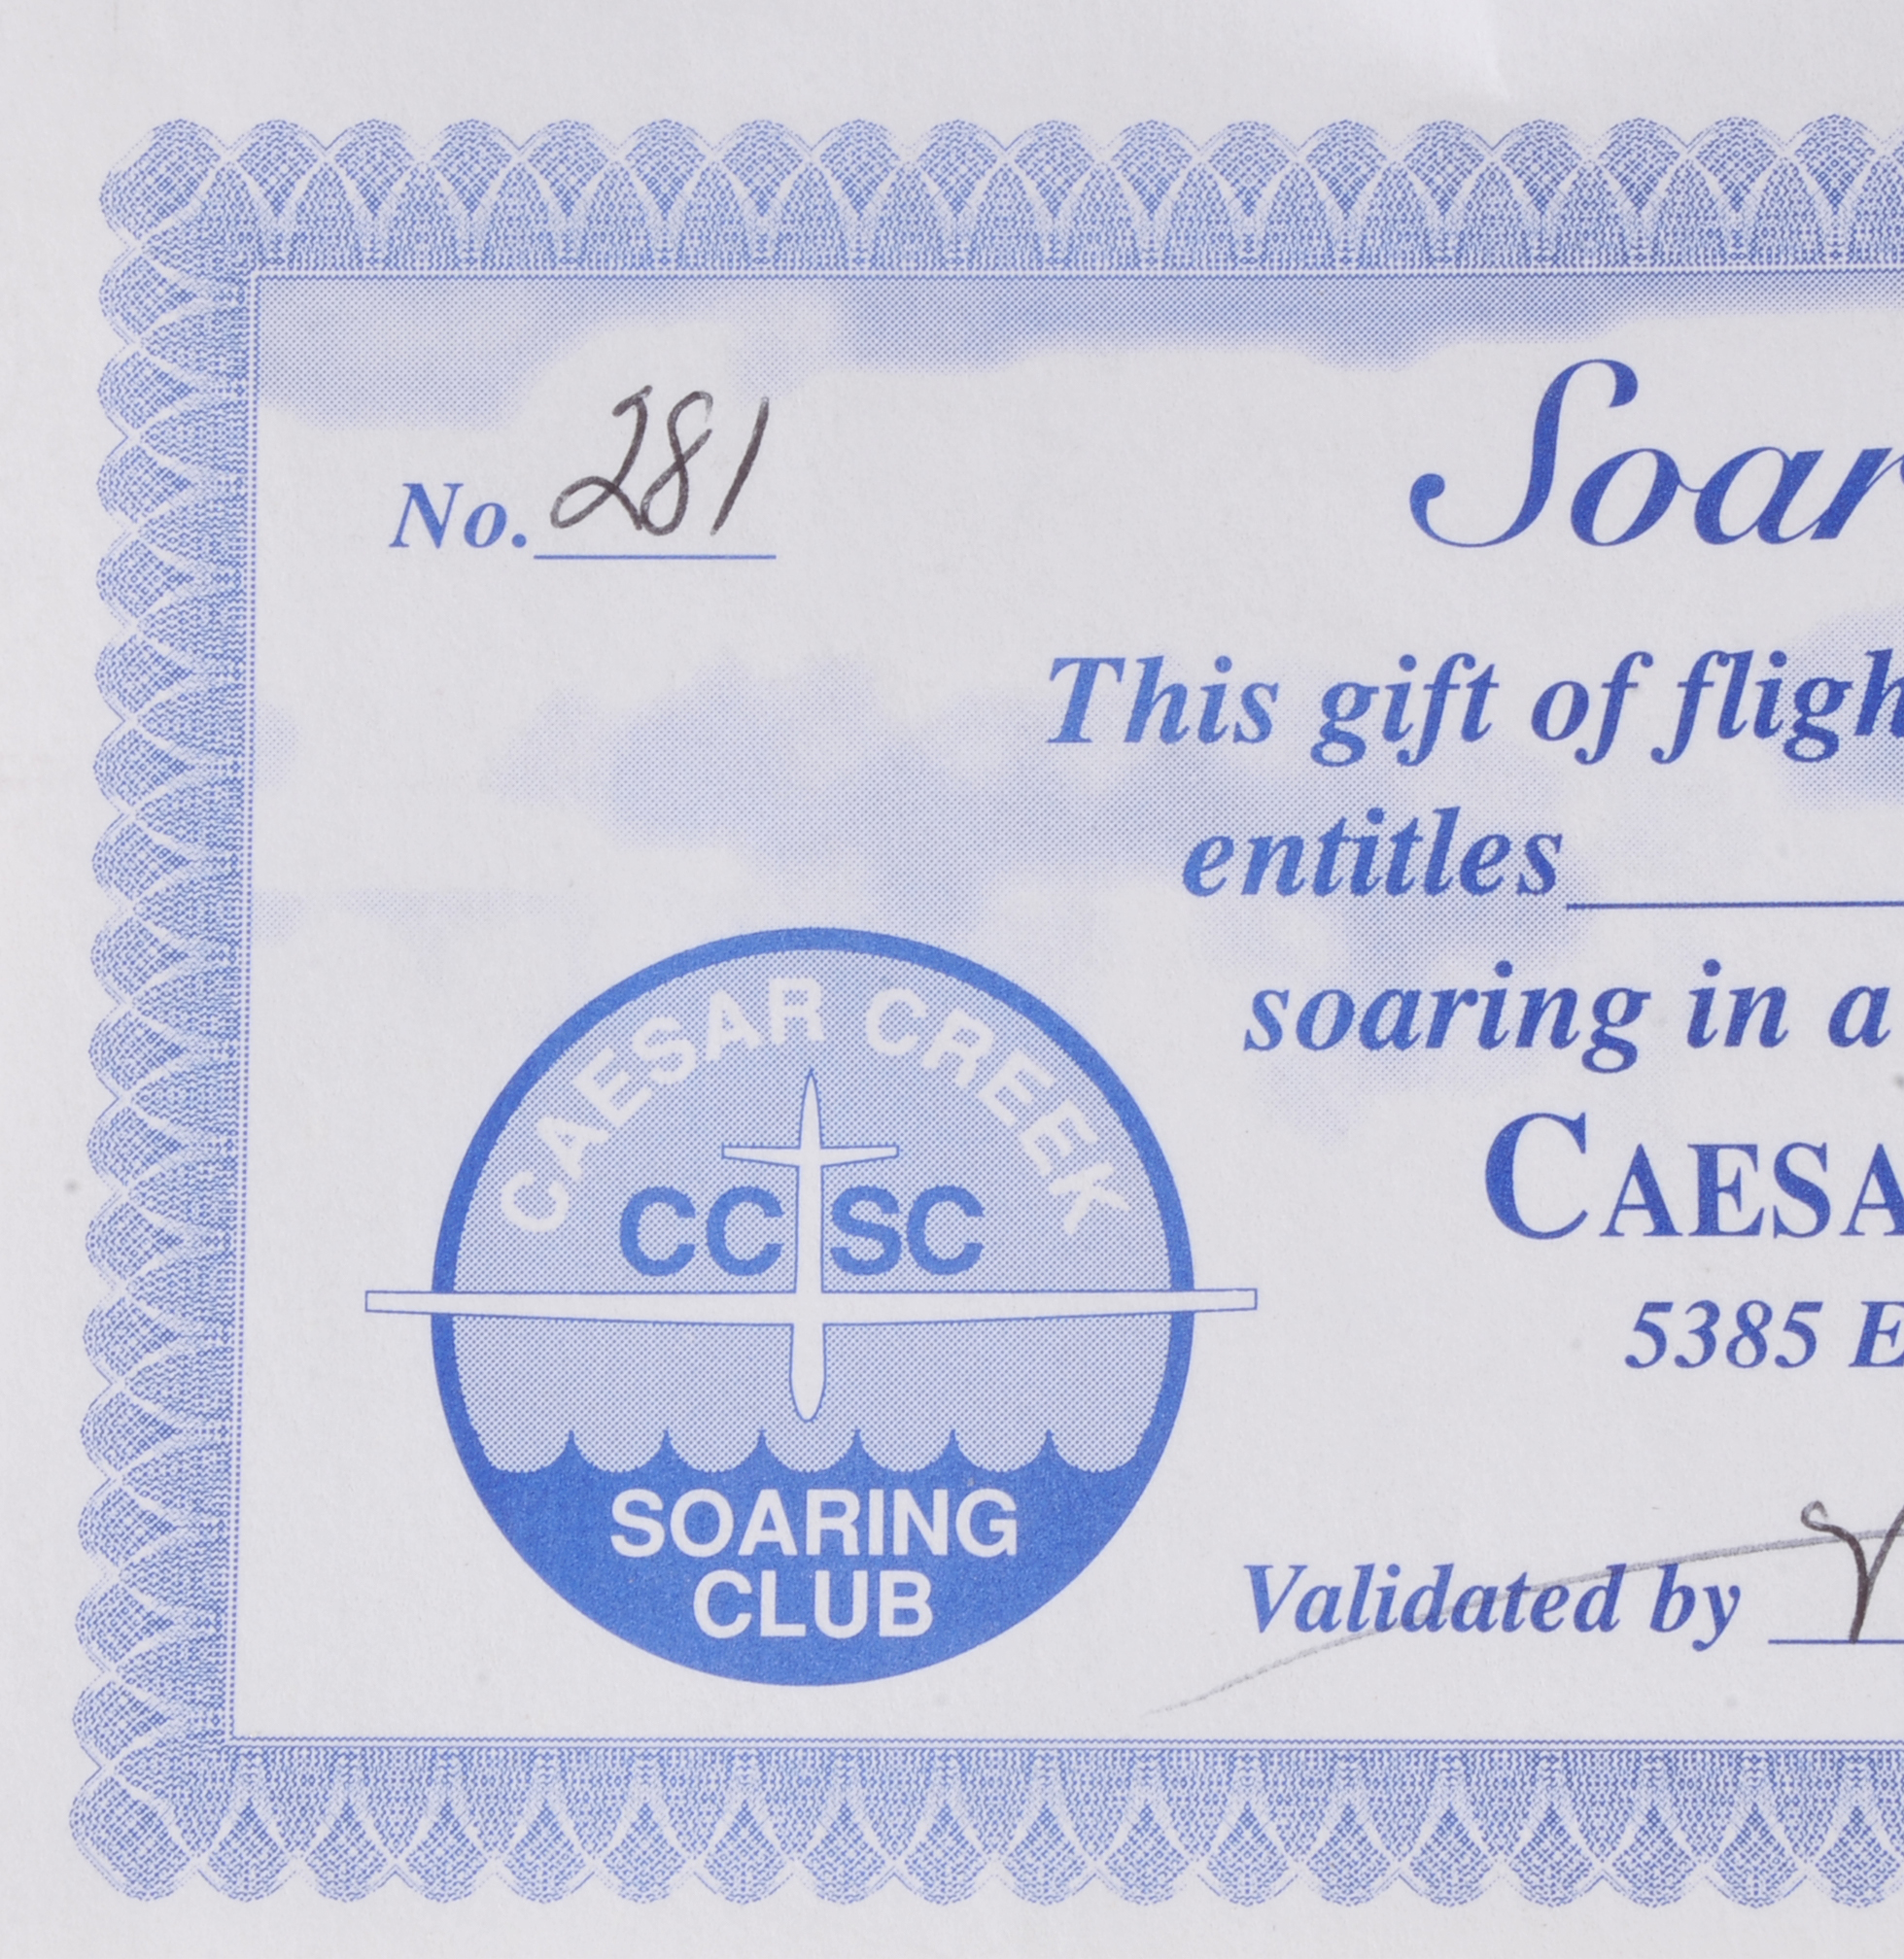 No. 281
Soar
This gift of fligh
entitles
soaring in a
CAESA
5385 E
CAESAR CREEK
CC SC
SOARING
CLUB
Validated by